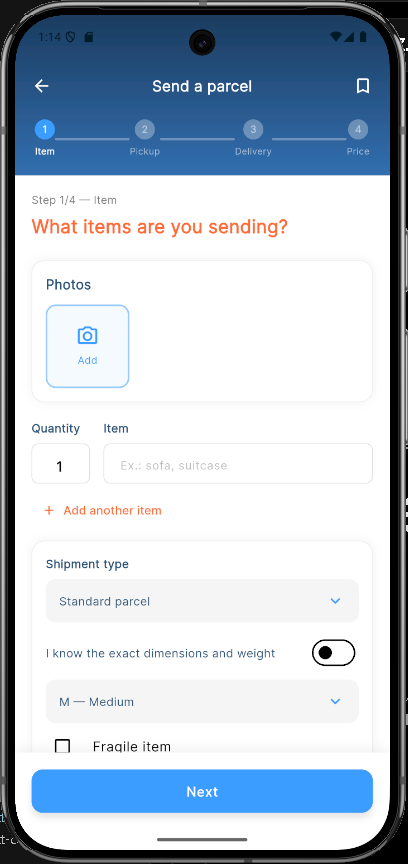 1:14
Send a parcel
1 2 3 4
Item Pickup Delivery Price
Step 1/4 — Item
What items are you sending?
Photos
Add
Quantity Item
1 Ex.: sofa, suitcase
+ Add another item
Shipment type
Standard parcel
I know the exact dimensions and weight
M — Medium
Fragile item
Next